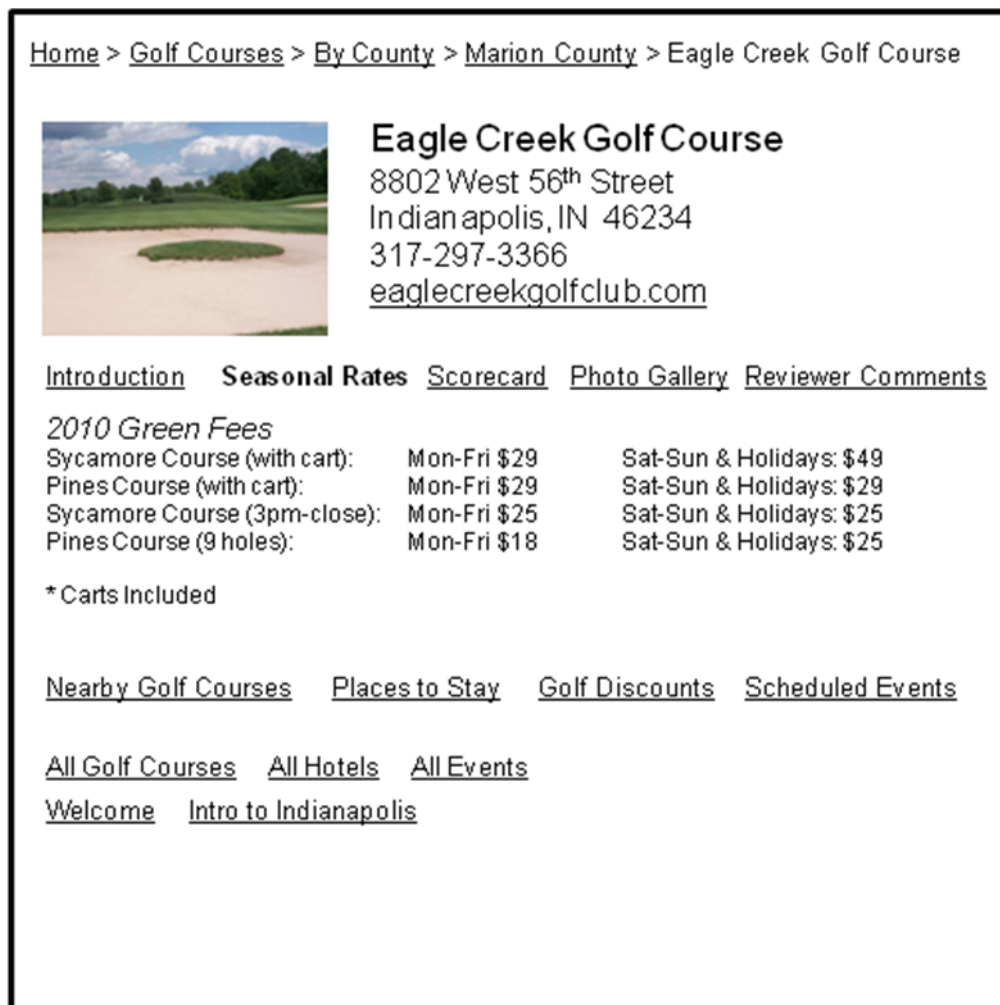 Home > Golf Courses > By County > Marion County > Eagle Creek Golf Course
Eagle Creek Golf Course
8802 West 56th Street
Indianapolis, IN 46234
317-297-3366
eaglecreekgolfclub.com
Introduction Seasonal Rates Scorecard Photo Gallery Reviewer Comments
2010 Green Fees
Sycamore Course (with cart): Mon-Fri $29 Sat-Sun & Holidays: $49
Pines Course (with cart): Mon-Fri $29 Sat-Sun & Holidays: $29
Sycamore Course (3pm-close): Mon-Fri $25 Sat-Sun & Holidays: $25
Pines Course (9 holes): Mon-Fri $18 Sat-Sun & Holidays: $25
* Carts Included
Nearby Golf Courses Places to Stay Golf Discounts Scheduled Events
All Golf Courses All Hotels All Events
Welcome Intro to Indianapolis